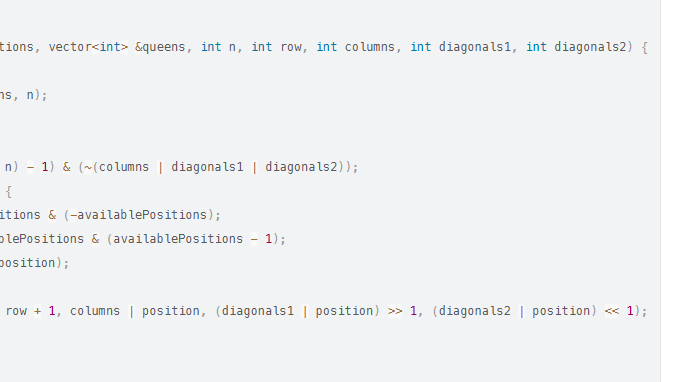 tions, vector<int> &queens, int n, int row, int columns, int diagonals1, int diagonals2) {
ns, n);
n) − 1) & (~(columns | diagonals1 | diagonals2));
{
itions & (−availablePositions);
blePositions & (availablePositions − 1);
position);
row + 1, columns | position, (diagonals1 | position) >> 1, (diagonals2 | position) << 1);